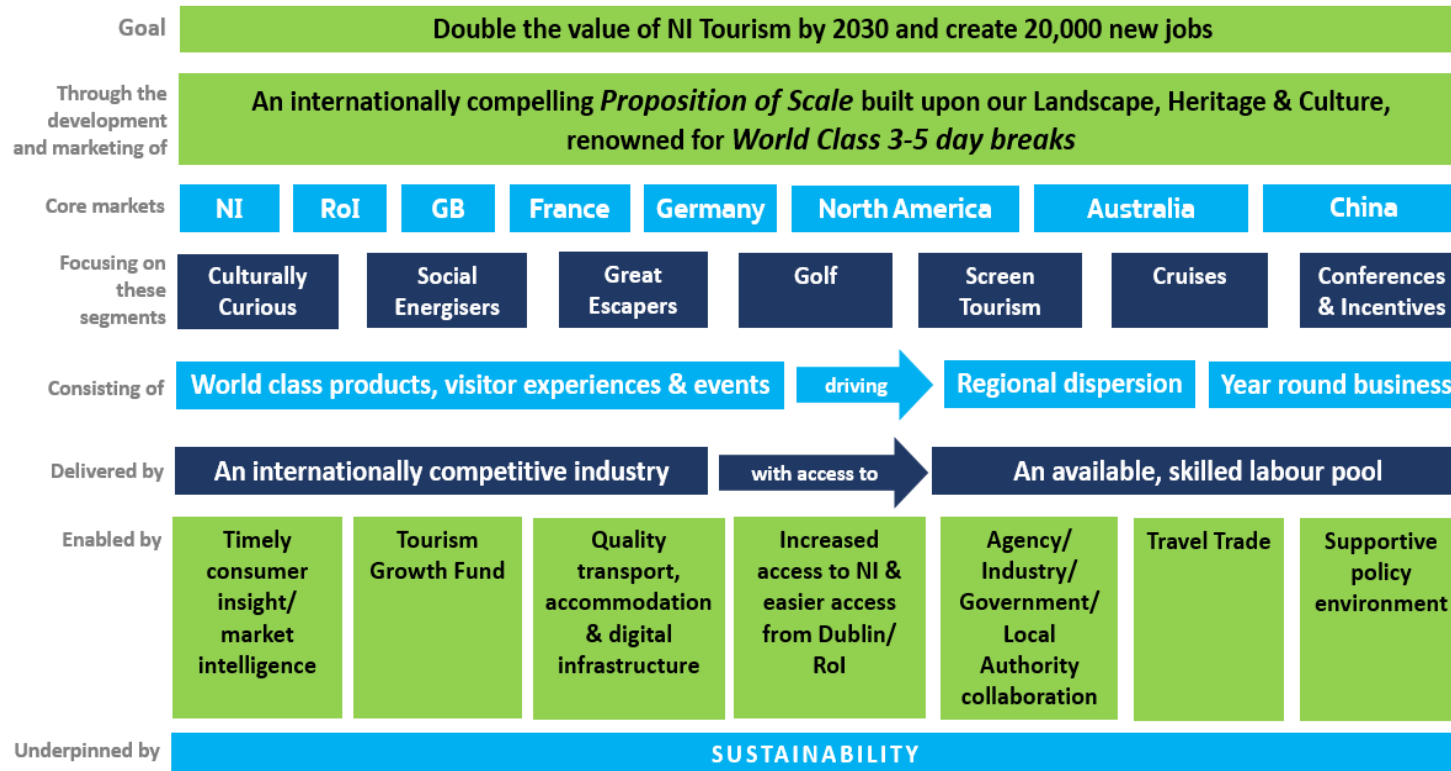 Goal
Double the value of NI Tourism by 2030 and create 20,000 new jobs
Through the
development
and marketing of
An internationally compelling Proposition of Scale built upon our Landscape, Heritage & Culture,
renowned for World Class 3-5 day breaks
Core markets
NI
RoI
GB
France
Germany
North America
Australia
China
Focusing on
these
segments
Culturally
Curious
Social
Energisers
Great
Escapers
Golf
Screen
Tourism
Cruises
Conferences
& Incentives
Consisting of
World class products, visitor experiences & events
driving
Regional dispersion
Year round business
Delivered by
An internationally competitive industry
with access to
An available, skilled labour pool
Enabled by
Timely
consumer
insight/
market
intelligence
Tourism
Growth Fund
Quality
transport,
accommodation
& digital
infrastructure
Increased
access to NI &
easier access
from Dublin/
RoI
Agency/
Industry/
Government/
Local
Authority
collaboration
Travel Trade
Supportive
policy
environment
Underpinned by
SUSTAINABILITY